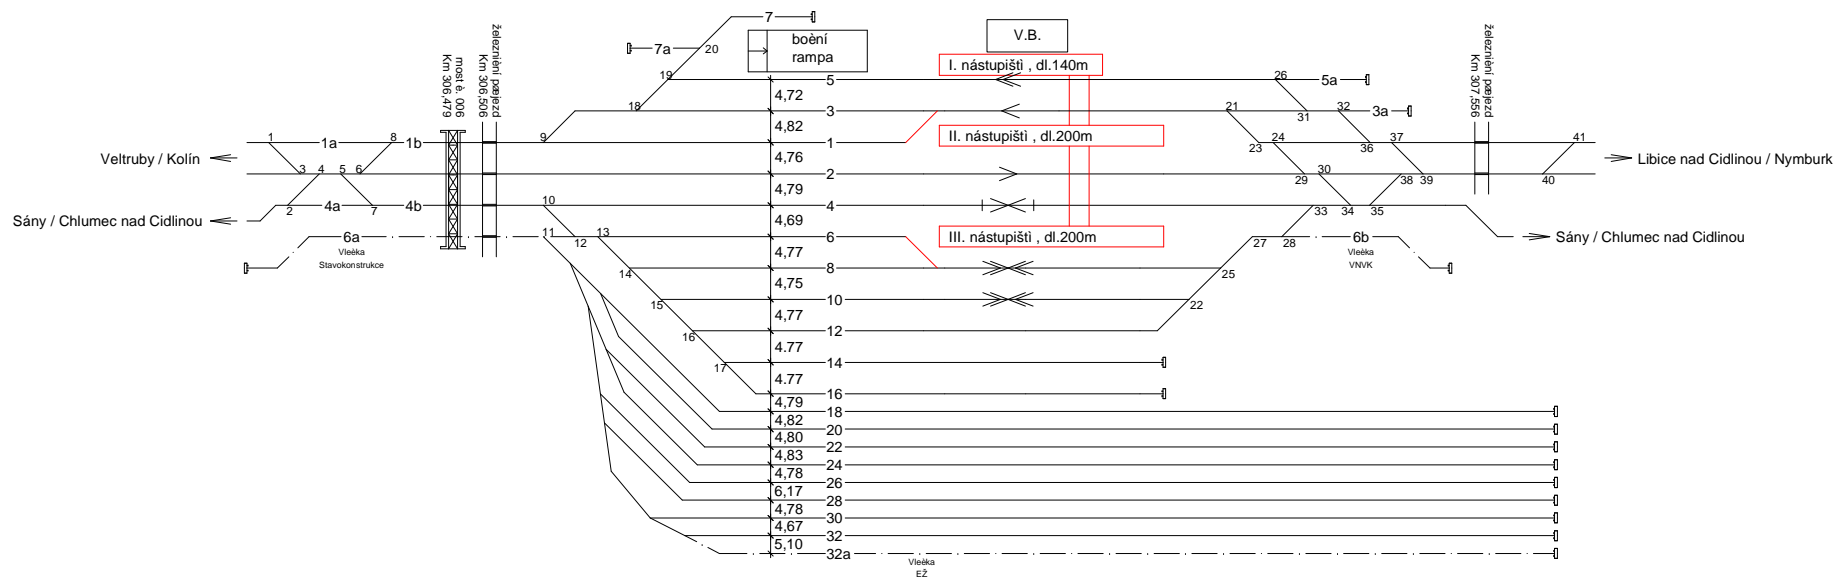 7
boèní
rampa
V.B.
7a
20
železnièní pøejezd
Km 306,506
most è. 006
Km 306,479
železnièní pøejezd
Km 307,556
I. nástupištì , dl.140m
19
5
26
5a
4,72
18
3
21
31
32
3a
4,82
II. nástupištì , dl.200m
1
1a
8
1b
9
1
23
24
36
37
41
Veltruby / Kolín
Libice nad Cidlinou / Nymburk
4,76
3
4
5
6
2
29
30
38
39
40
4,79
2
4a
7
4b
10
4
33
34
35
Sány / Chlumec nad Cidlinou
4,69
III. nástupištì , dl.200m
6a
11
12
13
6
27
28
6b
Sány / Chlumec nad Cidlinou
Vleèka
Stavokonstrukce
Vleèka
VNVK
4,77
14
8
25
4,75
15
10
22
4,77
16
12
4.77
17
14
4.77
16
4,79
18
4,82
20
4,80
22
4,83
24
4,78
26
6,17
28
4,78
30
4,67
32
5,10
32a
Vleèka
EŽ